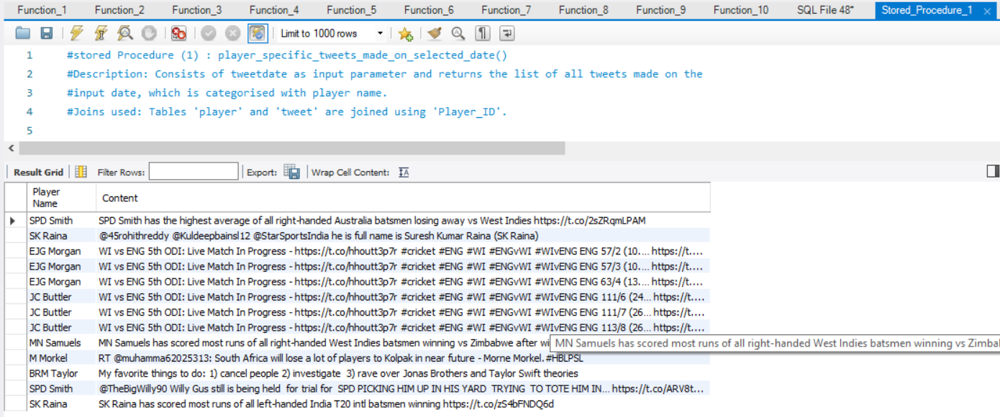 Function_1 Function_2 Function_3 Function_4 Function_5 Function_6 Function_7 Function_8 Function_9 Function_10 SQL File 48* Stored_Procedure_1
Limit to 1000 rows
1 #stored Procedure (1) : player_specific_tweets_made_on_selected_date()
2 #Description: Consists of tweetdate as input parameter and returns the list of all tweets made on the
3 #input date, which is categorised with player name.
4 #Joins used: Tables 'player' and 'tweet' are joined using 'Player_ID'.
5
Result Grid Filter Rows: Export: Wrap Cell Content:
Player
Name Content
SPD Smith SPD Smith has the highest average of all right-handed Australia batsmen losing away vs West Indies https://t.co/2sZRqmLPAM
SK Raina @45rohithreddy @Kuldeepbainsl12 @StarSportsIndia he is full name is Suresh Kumar Raina (SK Raina)
EJG Morgan WI vs ENG 5th ODI: Live Match In Progress - https://t.co/hhoutt3p7r #cricket #ENG #WI #ENGvWI #WIvENG ENG 57/2 (10.... https://t....
EJG Morgan WI vs ENG 5th ODI: Live Match In Progress - https://t.co/hhoutt3p7r #cricket #ENG #WI #ENGvWI #WIvENG ENG 57/3 (10.... https://t....
EJG Morgan WI vs ENG 5th ODI: Live Match In Progress - https://t.co/hhoutt3p7r #cricket #ENG #WI #ENGvWI #WIvENG ENG 63/4 (13.... https://t....
JC Buttler WI vs ENG 5th ODI: Live Match In Progress - https://t.co/hhoutt3p7r #cricket #ENG #WI #ENGvWI #WIvENG ENG 111/6 (24... https://t....
JC Buttler WI vs ENG 5th ODI: Live Match In Progress - https://t.co/hhoutt3p7r #cricket #ENG #WI #ENGvWI #WIvENG ENG 111/7 (26... https://t....
JC Buttler WI vs ENG 5th ODI: Live Match In Progress - https://t.co/hhoutt3p7r #cricket #ENG #WI #ENGvWI #WIvENG ENG 113/8 (26... https://t....
MN Samuels MN Samuels has scored most runs of all right-handed West Indies batsmen winning vs Zimbabwe after wi MN Samuels has scored most runs of all right-handed West Indies batsmen winning vs Zimbal
M Morkel RT @muhamma62025313: South Africa will lose a lot of players to Kolpak in near future - Morne Morkel. #HBLPSL
BRM Taylor My favorite things to do: 1) cancel people 2) investigate 3) rave over Jonas Brothers and Taylor Swift theories
SPD Smith @TheBigWilly90 Willy Gus still is being held for trial for SPD PICKING HIM UP IN HIS YARD TRYING TO TOTE HIM IN... https://t.co/ARV8t...
SK Raina SK Raina has scored most runs of all left-handed India T20 intl batsmen winning https://t.co/zS4bFNDQ6d